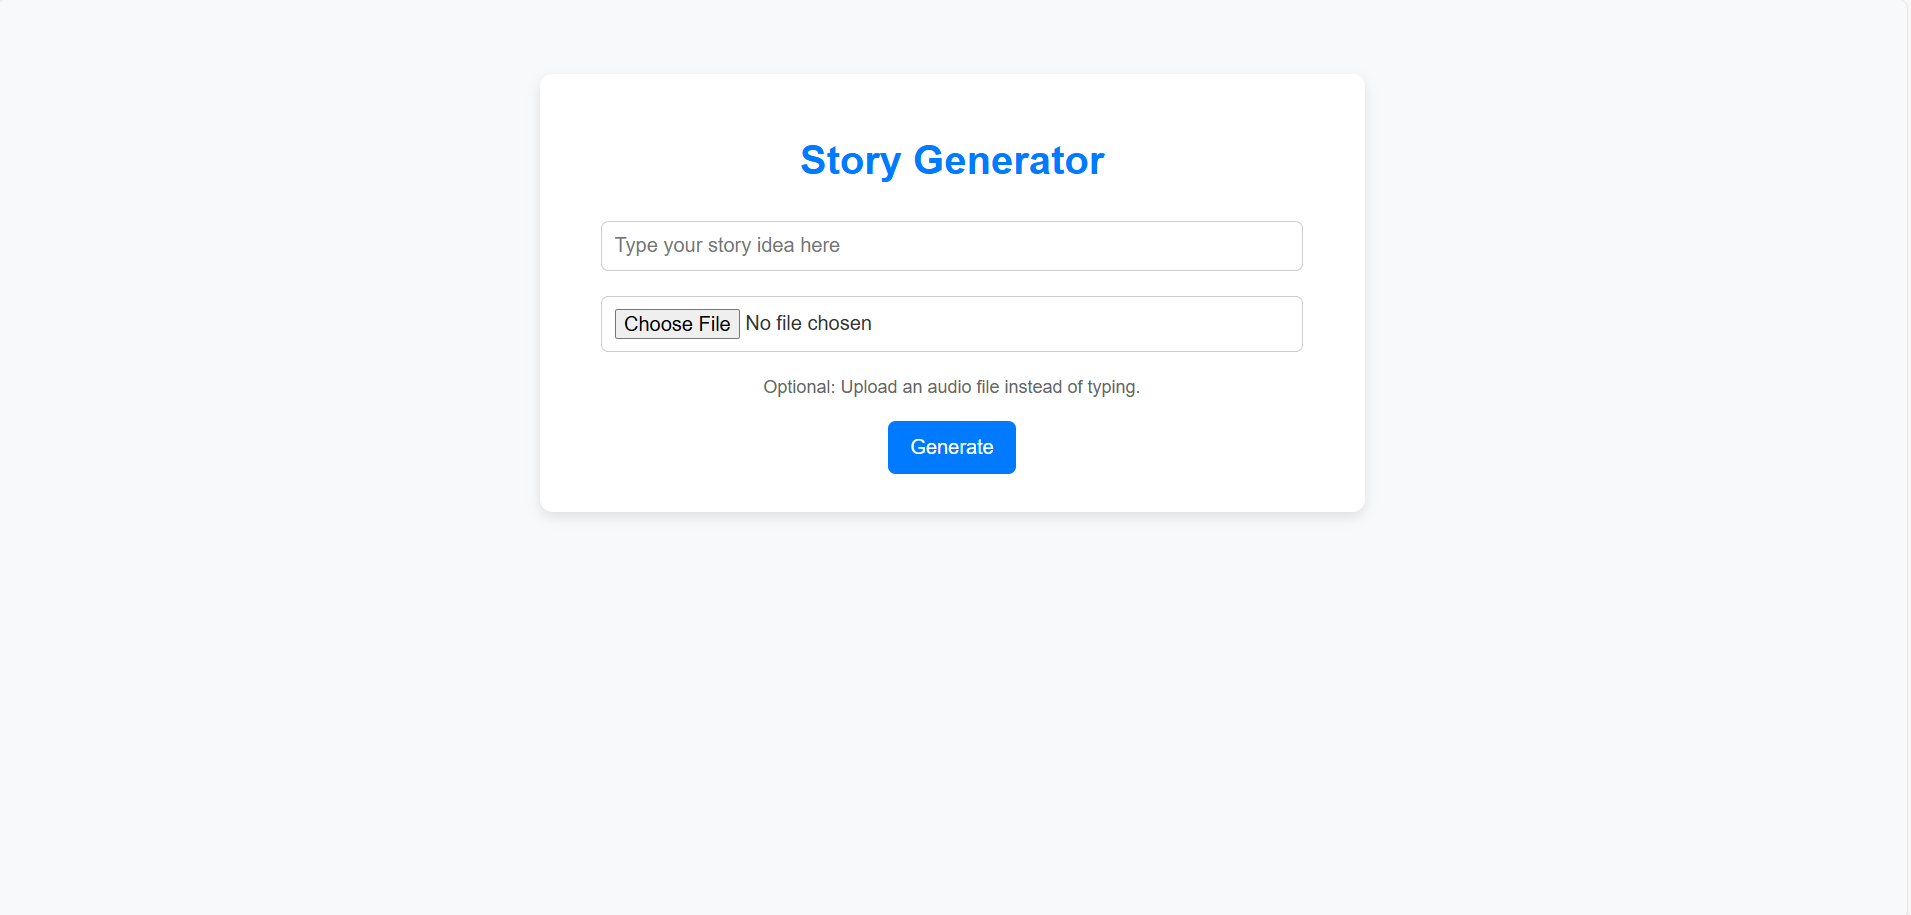 Story Generator
Type your story idea here
Choose File No file chosen
Optional: Upload an audio file instead of typing.
Generate